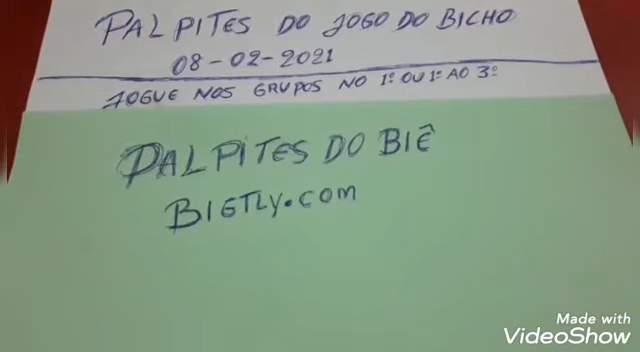 PALPITES DO JOGO DO BICHO
08-02-2021
JOGUE NOS GRUPOS NO 1º OU 1º AO 3º
PALPITES DO BIÊ
BIGTLY.COM
Made with
VideoShow